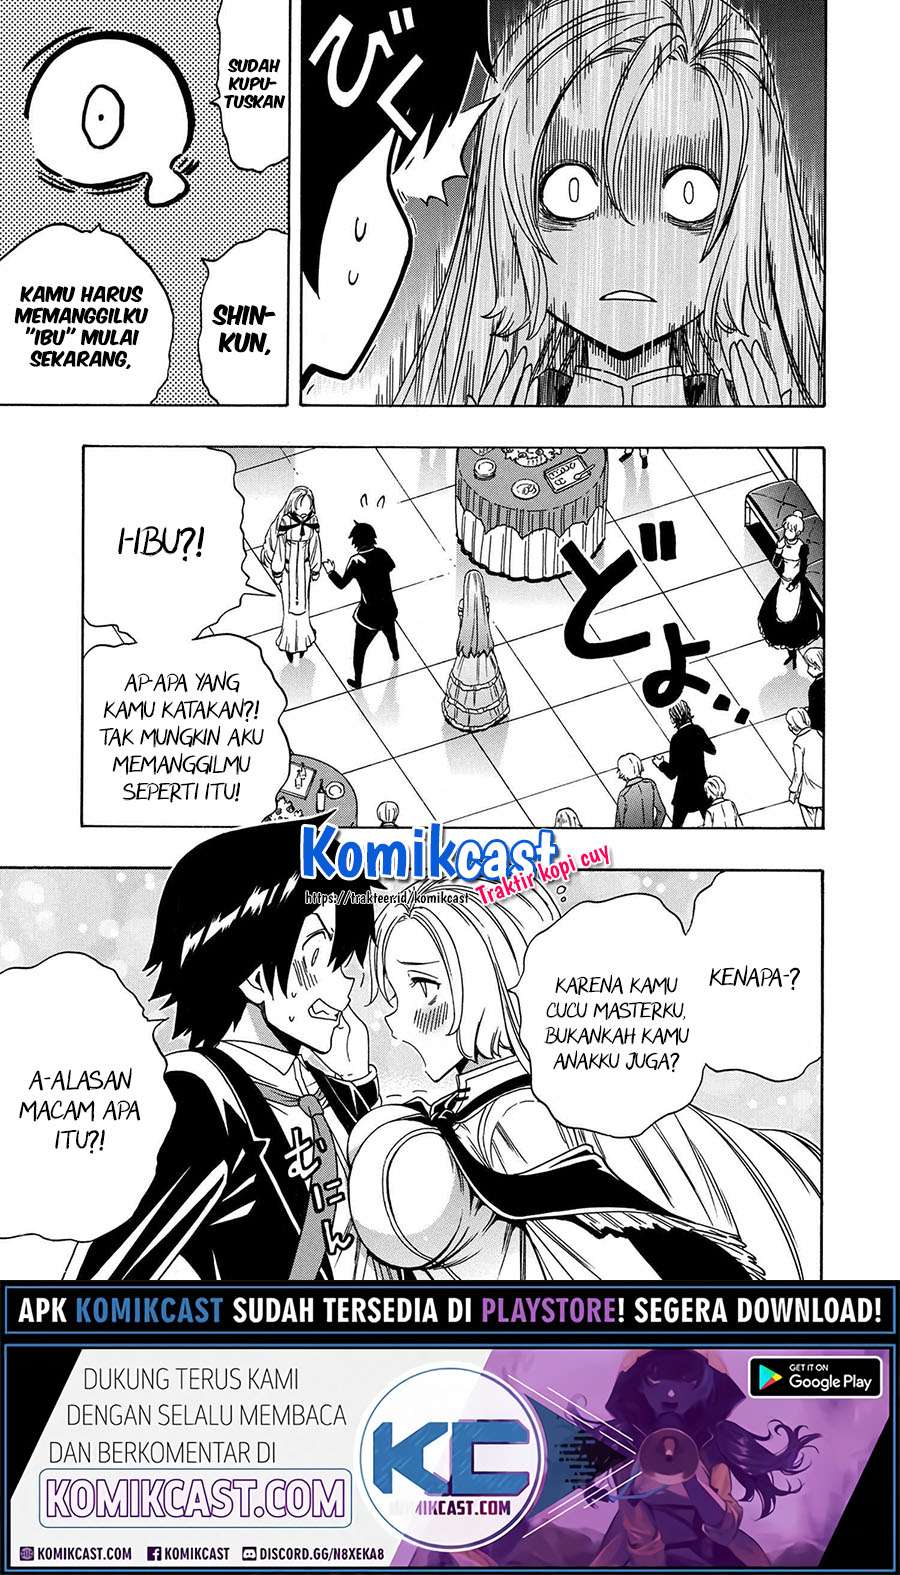 びくっ
SUDAH
KUPU-
TUSKAN
SHIN-
KUN,
KAMU HARUS
MEMANGGILKU
"IBU" MULAI
SEKARANG,
I-IBU?!
AP-APA YANG
KAMU KATAKAN?!
TAK MUNGKIN AKU
MEMANGGILMU
SEPERTI ITU!
どよ...
Komikcast
https://trakteer.id/komikcast
Traktir kopi cuy
KENAPA-?
KARENA KAMU
CUCU MASTERKU,
BUKANKAH KAMU
ANAKKU JUGA?
A-ALASAN
MACAM APA
ITU?!
むにん
APK KOMIKCAST SUDAH TERSEDIA DI PLAYSTORE! SEGERA DOWNLOAD!
DUKUNG TERUS KAMI
DENGAN SELALU MEMBACA
DAN BERKOMENTAR DI
KOMIKCAST.COM
KOMIKCAST.COM
KOMIKCAST
DISCORD.GG/N8XEKA8
KC
KOMIKCAST.COM
GET IT ON
Google Play